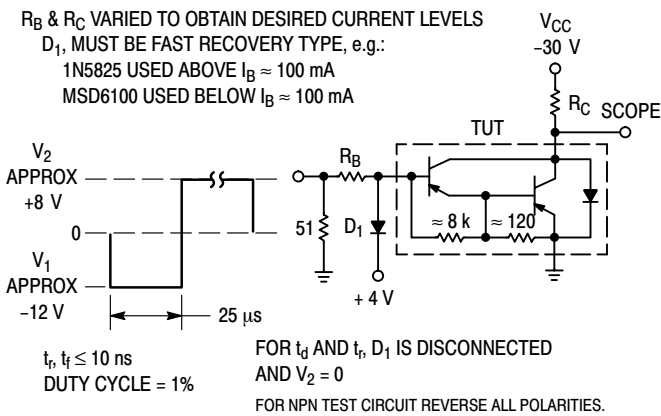 R_B & R_C VARIED TO OBTAIN DESIRED CURRENT LEVELS
D_1, MUST BE FAST RECOVERY TYPE, e.g.:
1N5825 USED ABOVE I_B ≈ 100 mA
MSD6100 USED BELOW I_B ≈ 100 mA
V_CC
-30 V
R_C
SCOPE
TUT
V_2
APPROX
+8 V
0
V_1
APPROX
-12 V
25 µs
R_B
51
D_1
+ 4 V
≈ 8 k
≈ 120
t_r, t_f ≤ 10 ns
DUTY CYCLE = 1%
FOR t_d AND t_r, D_1 IS DISCONNECTED
AND V_2 = 0
FOR NPN TEST CIRCUIT REVERSE ALL POLARITIES.